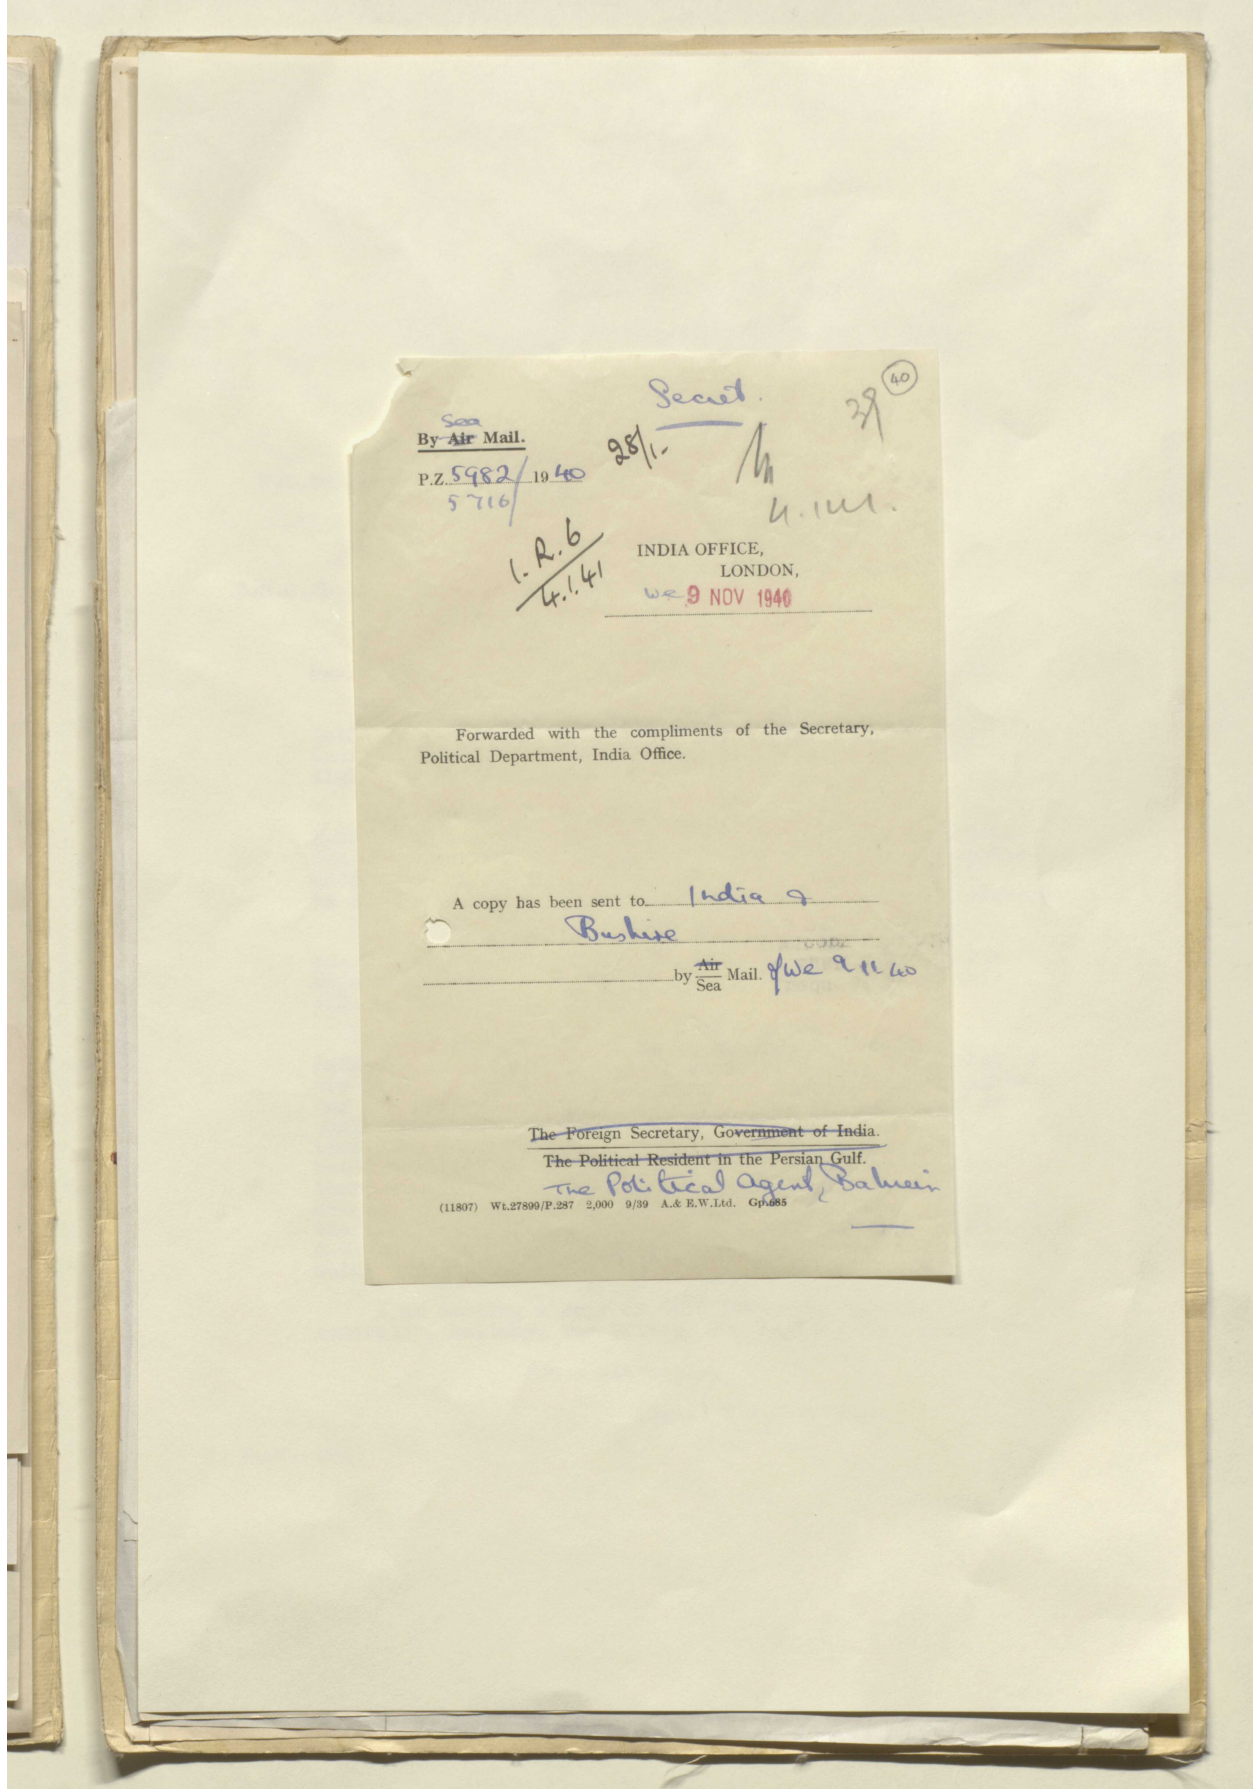 40
Secret.
39
Sea
By Air Mail.
28/1.
P.Z. 5982/ 1940
5716/
4.1.41.
I.R.6
4.1.41
INDIA OFFICE,
LONDON,
We 9 NOV 1940
Forwarded with the compliments of the Secretary,
Political Department, India Office.
A copy has been sent to India &
Bushire
by Air Mail. of We 9 11 40
Sea
The Foreign Secretary, Government of India.
The Political Resident in the Persian Gulf.
The Political Agent, Bahrein
(11807) Wt.27899/P.287 2,000 9/39 A.& E.W.Ltd. Gp.685